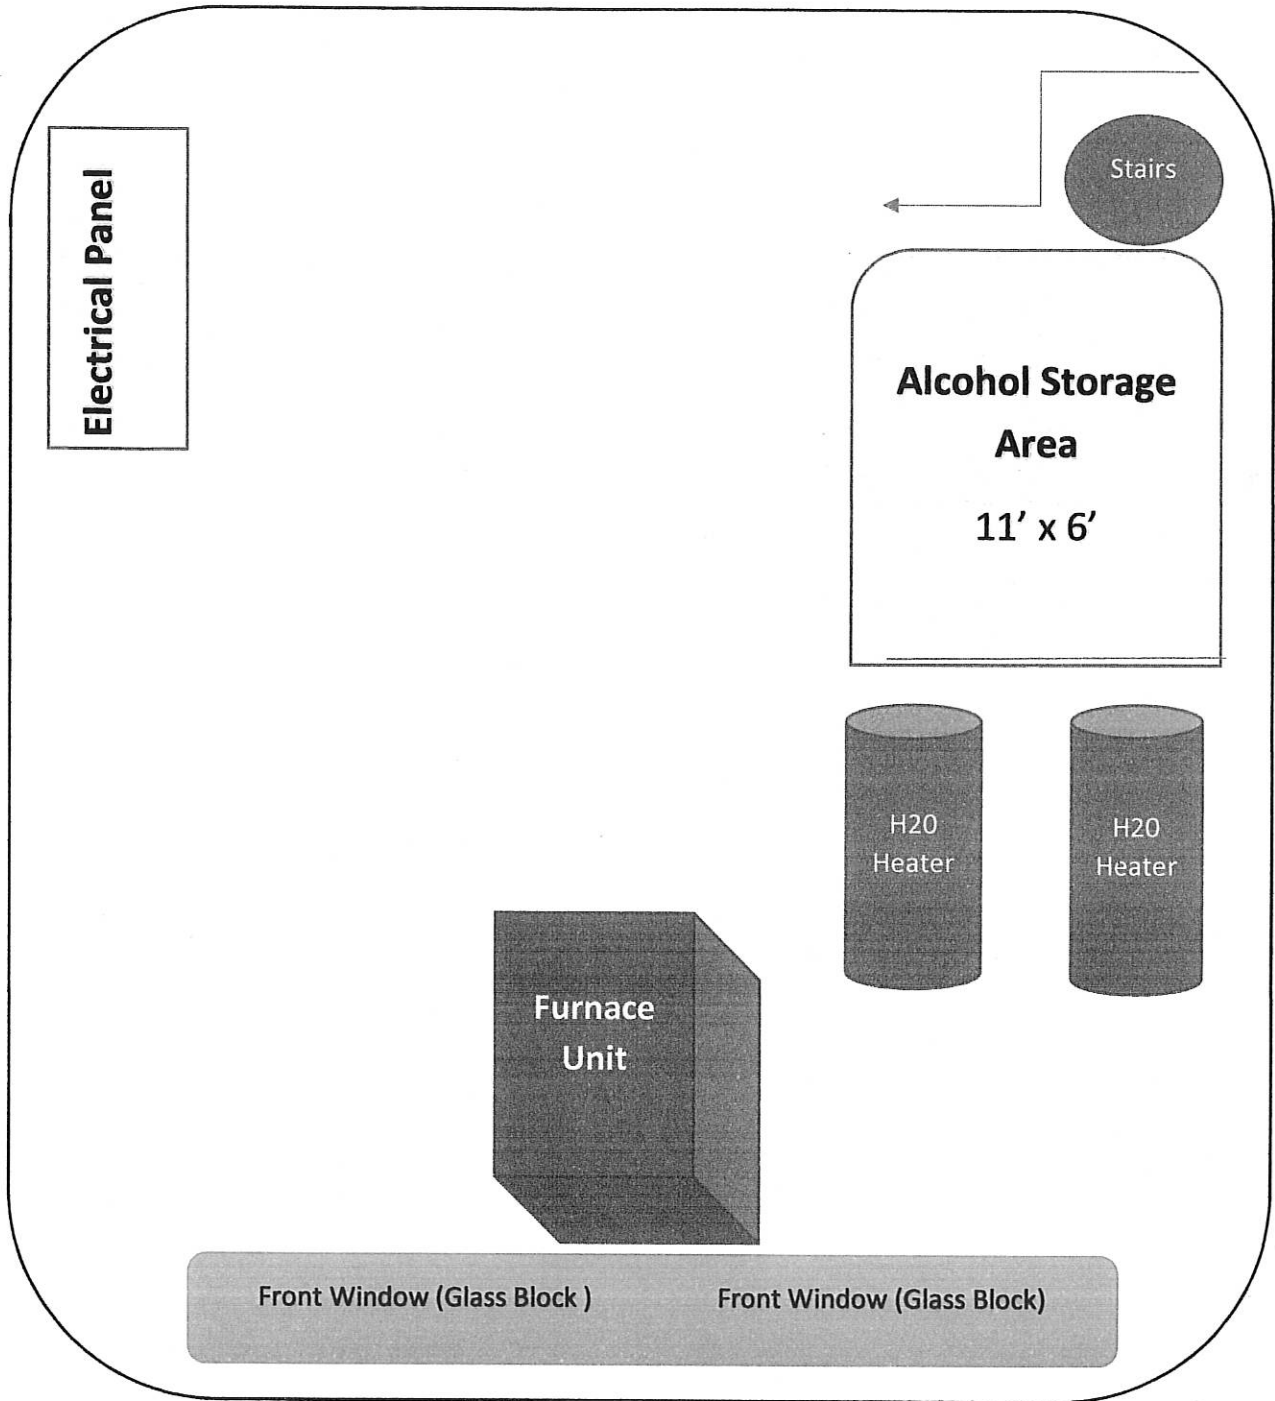 Electrical Panel
Stairs
Alcohol Storage
Area
11’ x 6’
H20
Heater
H20
Heater
Furnace
Unit
Front Window (Glass Block )
Front Window (Glass Block)